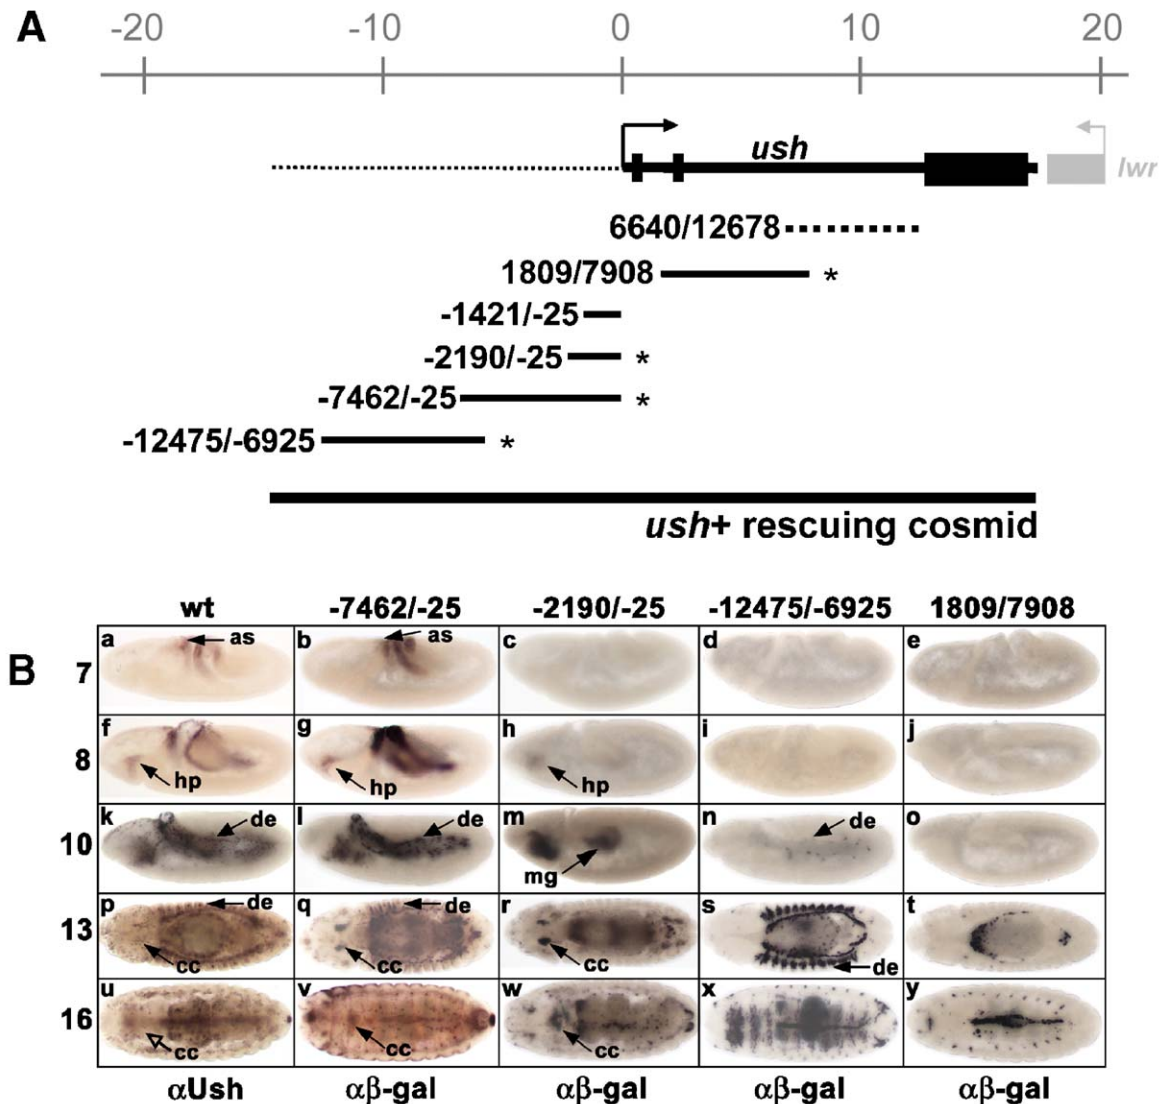 A
-20 -10 0 10 20
ush
lwr
6640/12678
1809/7908 *
-1421/-25
-2190/-25 *
-7462/-25 *
-12475/-6925 *
ush+ rescuing cosmid
wt -7462/-25 -2190/-25 -12475/-6925 1809/7908
B
7
a as b as c d e
8
f hp g hp h hp i j
10
k de l de m mg n de o
13
p de cc q de cc r cc s de t
16
u cc v cc w cc x y
αUsh αβ-gal αβ-gal αβ-gal αβ-gal